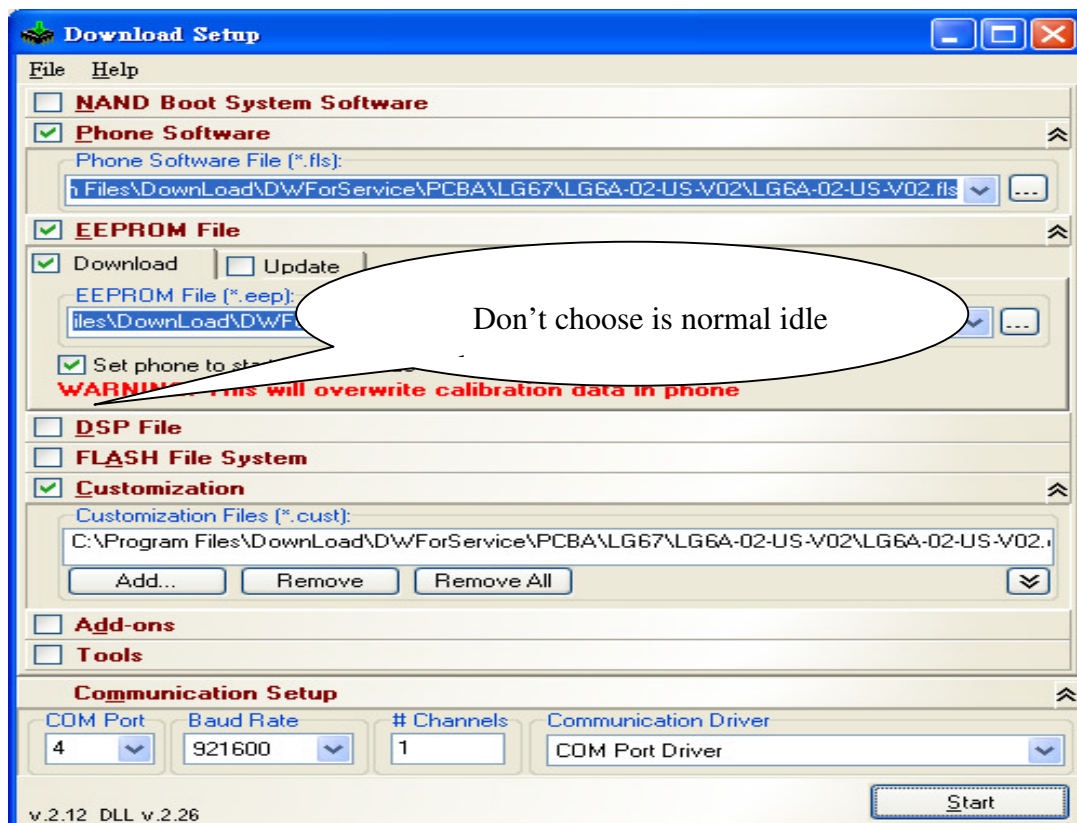 Download Setup
File Help
NAND Boot System Software
Phone Software
Phone Software File (*.fls):
n Files\DownLoad\DWForService\PCBA\LG67\LG6A-02-US-V02\LG6A-02-US-V02.fls
...
EEPROM File
Download Update
EEPROM File (*.eep):
iles\DownLoad\DWF
...
Don't choose is normal idle
Set phone to
WARNING: This will overwrite calibration data in phone
DSP File
FLASH File System
Customization
Customization Files (*.cust):
C:\Program Files\DownLoad\DWForService\PCBA\LG67\LG6A-02-US-V02\LG6A-02-US-V02.
Add... Remove Remove All
Add-ons
Tools
Communication Setup
COM Port Baud Rate # Channels Communication Driver
4 921600 1 COM Port Driver
Start
v.2.12 DLL v.2.26